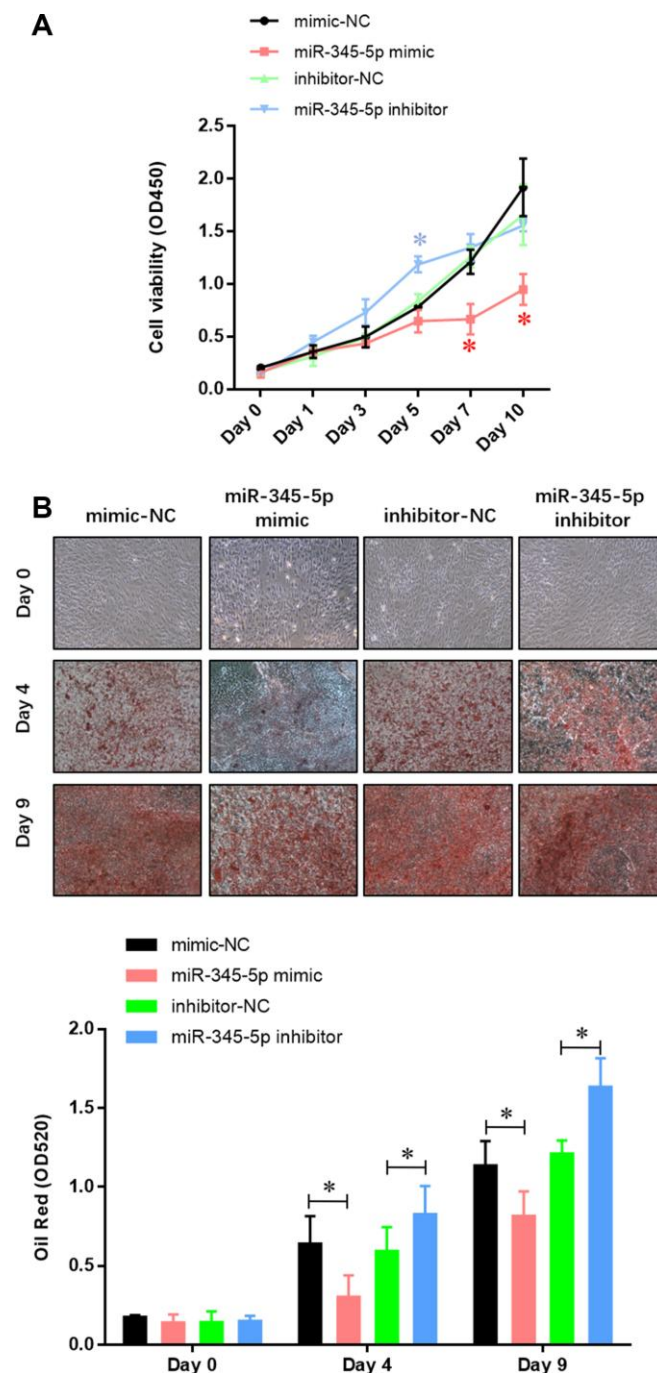 A
mimic-NC
miR-345-5p mimic
inhibitor-NC
miR-345-5p inhibitor
Cell viability (OD450)
2.5
2.0
1.5
1.0
0.5
0.0
*
*
*
Day 0
Day 1
Day 3
Day 5
Day 7
Day 10
B
mimic-NC
miR-345-5p
mimic
inhibitor-NC
miR-345-5p
inhibitor
Day 0
Day 4
Day 9
mimic-NC
miR-345-5p mimic
inhibitor-NC
miR-345-5p inhibitor
Oil Red (OD520)
2.0
1.5
1.0
0.5
0.0
*
*
*
*
Day 0
Day 4
Day 9